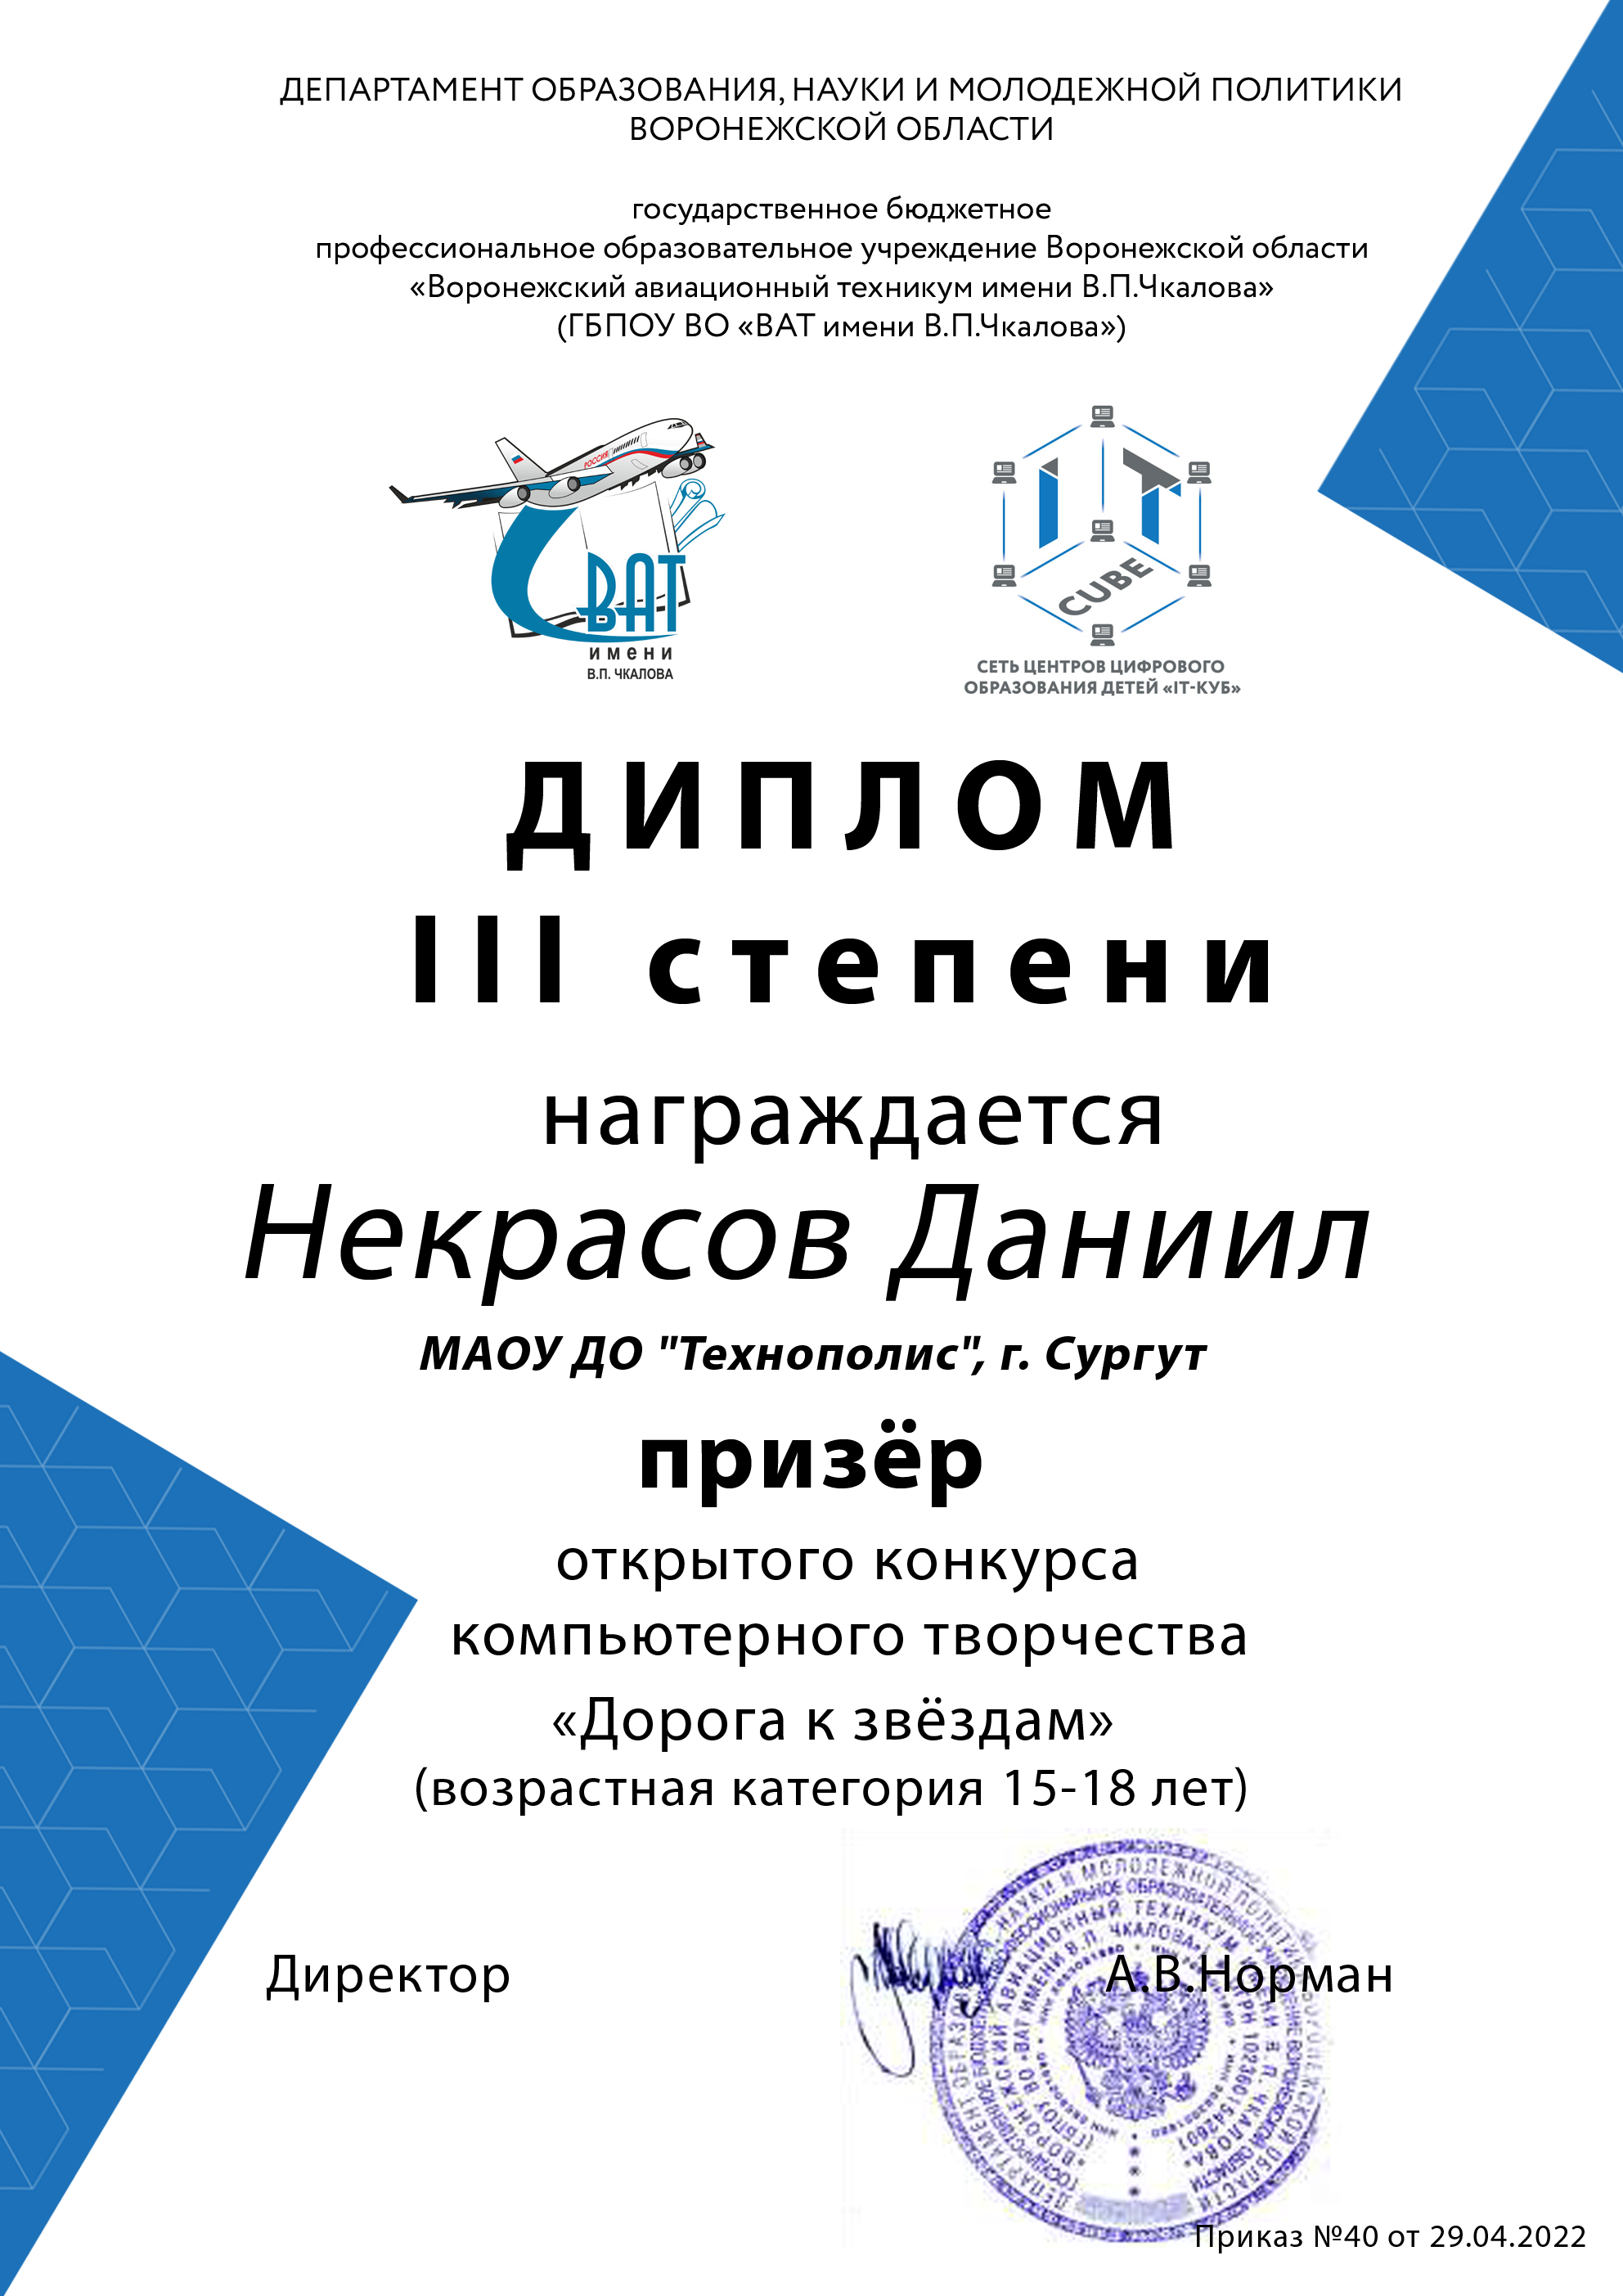 ДЕПАРТАМЕНТ ОБРАЗОВАНИЯ, НАУКИ И МОЛОДЕЖНОЙ ПОЛИТИКИ
ВОРОНЕЖСКОЙ ОБЛАСТИ
государственное бюджетное
профессиональное образовательное учреждение Воронежской области
«Воронежский авиационный техникум имени В.П.Чкалова»
(ГБПОУ ВО «ВАТ имени В.П.Чкалова»)
РОССИЯ
ВАТ
имени
В.П. ЧКАЛОВА
IT
CUBE
СЕТЬ ЦЕНТРОВ ЦИФРОВОГО
ОБРАЗОВАНИЯ ДЕТЕЙ «IT-КУБ»
ДИПЛОМ
III степени
награждается
Некрасов Даниил
МАОУ ДО "Технополис", г. Сургут
призёр
открытого конкурса
компьютерного творчества
«Дорога к звёздам»
(возрастная категория 15-18 лет)
Директор
А.В.Норман
Приказ №40 от 29.04.2022